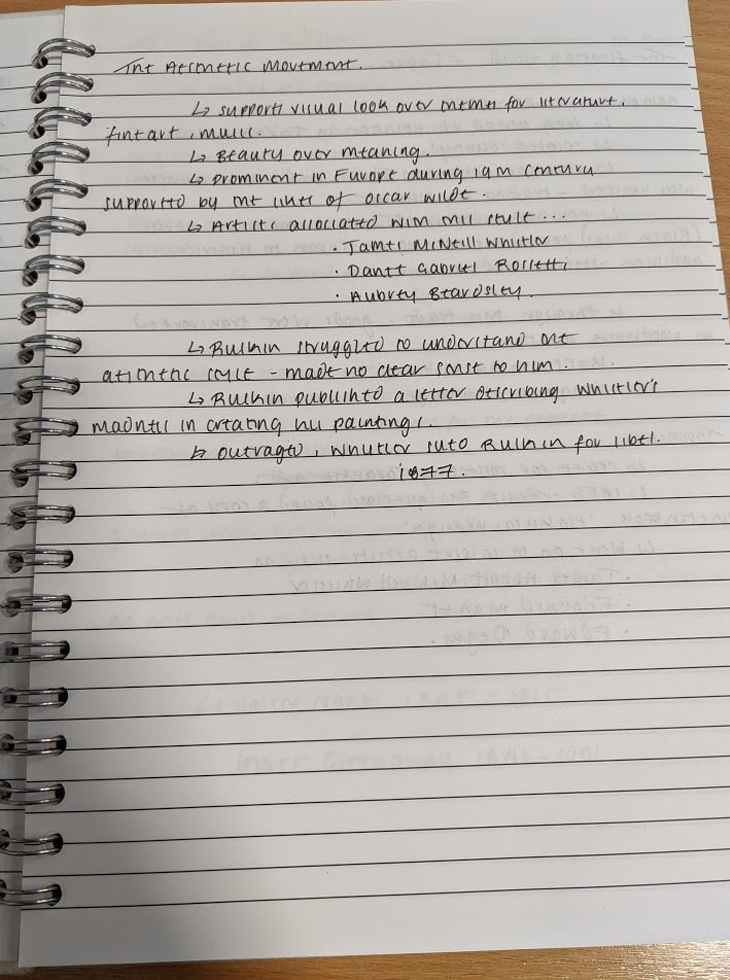 The Aesthetic Movement.
↳ supports visual look over themes for literature,
fine art, music.
↳ Beauty over meaning.
↳ prominent in Europe during 19th century
supported by the likes of oscar wilde.
↳ Artists associated with this style...
· James McNeill Whistler
· Dante Gabriel Rossetti
· Aubrey Beardsley.
↳ Ruskin struggled to understand the
aesthetic style - made no clear sense to him.
↳ Ruskin published a letter describing Whistler's
madness in creating his paintings.
↳ outraged, Whistler sued Ruskin for libel.
1877.